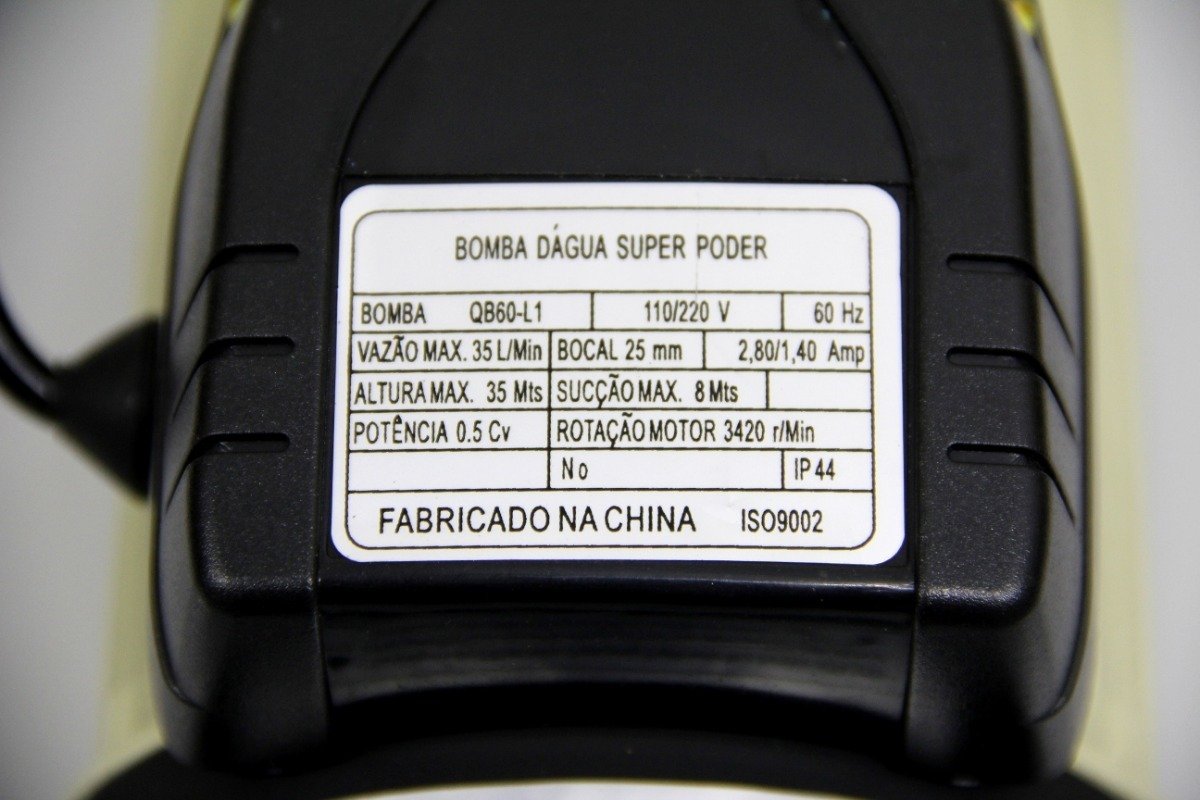 BOMBA DÁGUA SUPER PODER
BOMBA QB60-L1 110/220 V 60 Hz
VAZÃO MAX. 35 L/Min BOCAL 25 mm 2,80/1,40 Amp
ALTURA MAX. 35 Mts SUCÇÃO MAX. 8 Mts
POTÊNCIA 0.5 Cv ROTAÇÃO MOTOR 3420 r/Min
No IP 44
FABRICADO NA CHINA ISO9002